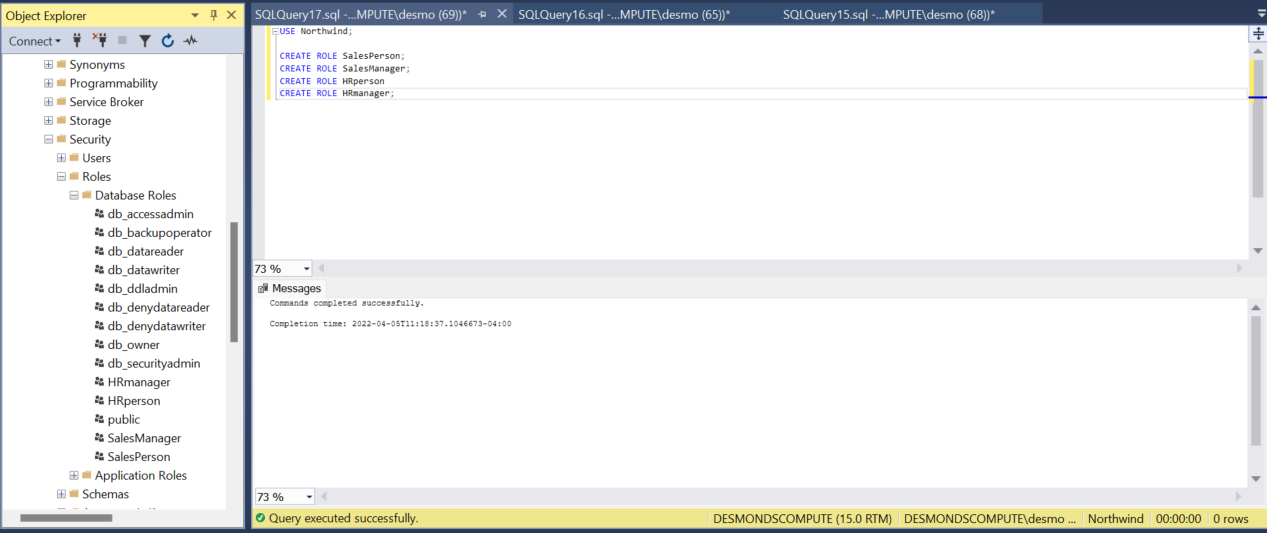 Object Explorer
Connect
Synonyms
Programmability
Service Broker
Storage
Security
Users
Roles
Database Roles
db_accessadmin
db_backupoperator
db_datareader
db_datawriter
db_ddladmin
db_denydatareader
db_denydatawriter
db_owner
db_securityadmin
HRmanager
HRperson
public
SalesManager
SalesPerson
Application Roles
Schemas
SQLQuery17.sql -...MPUTE\desmo (69))* SQLQuery16.sql -...MPUTE\desmo (65))* SQLQuery15.sql -...MPUTE\desmo (68))*
USE Northwind;
CREATE ROLE SalesPerson;
CREATE ROLE SalesManager;
CREATE ROLE HRperson
CREATE ROLE HRmanager;
73 %
Messages
Commands completed successfully.
Completion time: 2022-04-05T11:18:37.1046673-04:00
73 %
Query executed successfully. DESMONDSCOMPUTE (15.0 RTM) DESMONDSCOMPUTE\desmo ... Northwind 00:00:00 0 rows